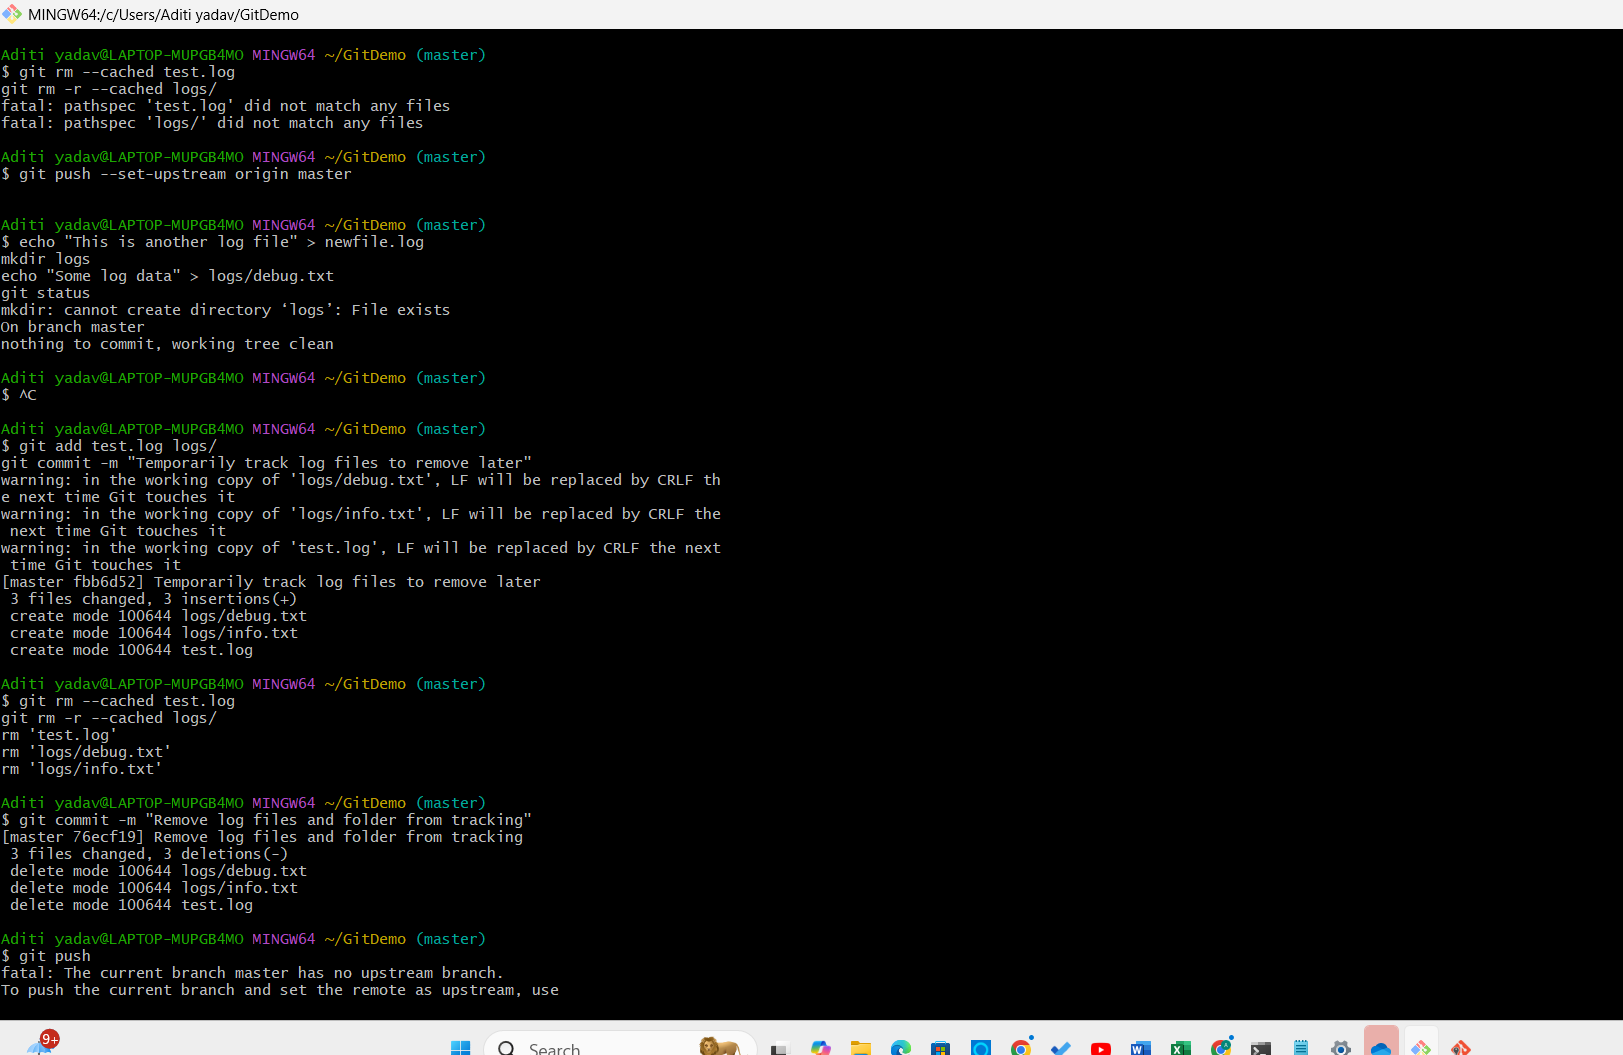 MINGW64:/c/Users/Aditi yadav/GitDemo
Aditi yadav@LAPTOP-MUPGB4MO MINGW64 ~/GitDemo (master)
$ git rm --cached test.log
git rm -r --cached logs/
fatal: pathspec 'test.log' did not match any files
fatal: pathspec 'logs/' did not match any files
Aditi yadav@LAPTOP-MUPGB4MO MINGW64 ~/GitDemo (master)
$ git push --set-upstream origin master
Aditi yadav@LAPTOP-MUPGB4MO MINGW64 ~/GitDemo (master)
$ echo "This is another log file" > newfile.log
mkdir logs
echo "Some log data" > logs/debug.txt
git status
mkdir: cannot create directory ‘logs’: File exists
On branch master
nothing to commit, working tree clean
Aditi yadav@LAPTOP-MUPGB4MO MINGW64 ~/GitDemo (master)
$ ^C
Aditi yadav@LAPTOP-MUPGB4MO MINGW64 ~/GitDemo (master)
$ git add test.log logs/
git commit -m "Temporarily track log files to remove later"
warning: in the working copy of 'logs/debug.txt', LF will be replaced by CRLF th
e next time Git touches it
warning: in the working copy of 'logs/info.txt', LF will be replaced by CRLF the
 next time Git touches it
warning: in the working copy of 'test.log', LF will be replaced by CRLF the next
 time Git touches it
[master fbb6d52] Temporarily track log files to remove later
 3 files changed, 3 insertions(+)
 create mode 100644 logs/debug.txt
 create mode 100644 logs/info.txt
 create mode 100644 test.log
Aditi yadav@LAPTOP-MUPGB4MO MINGW64 ~/GitDemo (master)
$ git rm --cached test.log
git rm -r --cached logs/
rm 'test.log'
rm 'logs/debug.txt'
rm 'logs/info.txt'
Aditi yadav@LAPTOP-MUPGB4MO MINGW64 ~/GitDemo (master)
$ git commit -m "Remove log files and folder from tracking"
[master 76ecf19] Remove log files and folder from tracking
 3 files changed, 3 deletions(-)
 delete mode 100644 logs/debug.txt
 delete mode 100644 logs/info.txt
 delete mode 100644 test.log
Aditi yadav@LAPTOP-MUPGB4MO MINGW64 ~/GitDemo (master)
$ git push
fatal: The current branch master has no upstream branch.
To push the current branch and set the remote as upstream, use
9+
Search